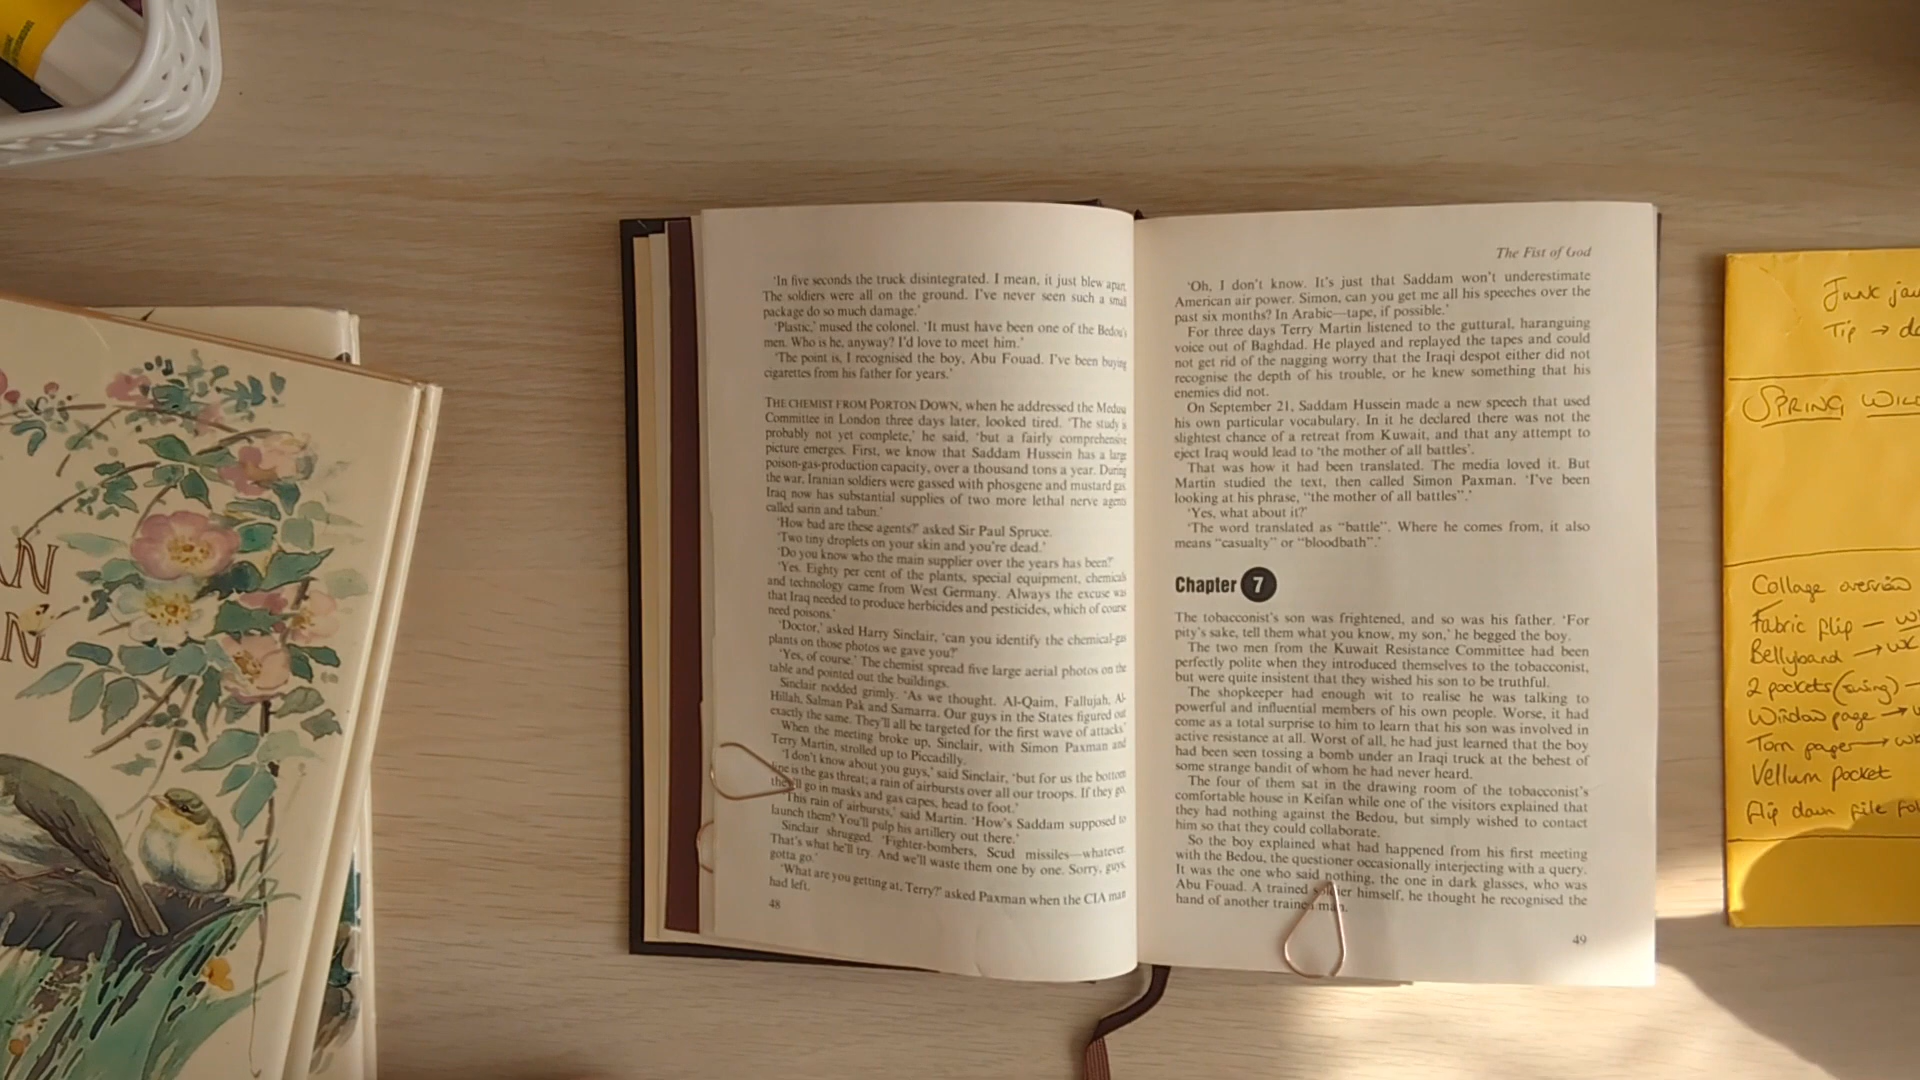 AN
N
'In five seconds the truck disintegrated. I mean, it just blew apart.
The soldiers were all on the ground. I've never seen such a small
package do so much damage.'
'Plastic,' mused the colonel. 'It must have been one of the Bedou's
men. Who is he, anyway? I'd love to meet him.'
'The point is, I recognised the boy, Abu Fouad. I've been buying
cigarettes from his father for years.'
THE CHEMIST FROM PORTON DOWN, when he addressed the Medusa
Committee in London three days later, looked tired. 'The study is
probably not yet complete,' he said, 'but a fairly comprehensive
picture emerges. First, we know that Saddam Hussein has a large
poison-gas-production capacity, over a thousand tons a year. During
the war, Iranian soldiers were gassed with phosgene and mustard gas.
Iraq now has substantial supplies of two more lethal nerve agents
called sarin and tabun.'
'How bad are these agents?' asked Sir Paul Spruce.
'Two tiny droplets on your skin and you're dead.'
'Do you know who the main supplier over the years has been?'
'Yes. Eighty per cent of the plants, special equipment, chemicals
and technology came from West Germany. Always the excuse was
that Iraq needed to produce herbicides and pesticides, which of course
need poisons.'
'Doctor,' asked Harry Sinclair, 'can you identify the chemical-gas
plants on those photos we gave you?'
'Yes, of course.' The chemist spread five large aerial photos on the
table and pointed out the buildings.
Sinclair nodded grimly. 'As we thought. Al-Qaim, Fallujah, Al-
Hillah, Salman Pak and Samarra. Our guys in the States figured out
exactly the same. They'll all be targeted for the first wave of attacks'
When the meeting broke up, Sinclair, with Simon Paxman and
Terry Martin, strolled up to Piccadilly.
'I don't know about you guys,' said Sinclair, 'but for us the bottom
line is the gas threat; a rain of airbursts over all our troops. If they go,
they'll go in masks and gas capes, head to foot.'
'This rain of airbursts,' said Martin. 'How's Saddam supposed to
launch them? You'll pulp his artillery out there.'
Sinclair shrugged. 'Fighter-bombers, Scud missiles—whatever.
That's what he'll try. And we'll waste them one by one. Sorry, guys,
gotta go.'
'What are you getting at, Terry?' asked Paxman when the CIA man
had left.
48
The Fist of God
'Oh, I don't know. It's just that Saddam won't underestimate
American air power. Simon, can you get me all his speeches over the
past six months? In Arabic—tape, if possible.'
For three days Terry Martin listened to the guttural, haranguing
voice out of Baghdad. He played and replayed the tapes and could
not get rid of the nagging worry that the Iraqi despot either did not
recognise the depth of his trouble, or he knew something that his
enemies did not.
On September 21, Saddam Hussein made a new speech that used
his own particular vocabulary. In it he declared there was not the
slightest chance of a retreat from Kuwait, and that any attempt to
eject Iraq would lead to 'the mother of all battles'.
That was how it had been translated. The media loved it. But
Martin studied the text, then called Simon Paxman. 'I've been
looking at his phrase, "the mother of all battles".'
'Yes, what about it?'
'The word translated as "battle". Where he comes from, it also
means "casualty" or "bloodbath".'
Chapter 7
The tobacconist's son was frightened, and so was his father. 'For
pity's sake, tell them what you know, my son,' he begged the boy.
The two men from the Kuwait Resistance Committee had been
perfectly polite when they introduced themselves to the tobacconist,
but were quite insistent that they wished his son to be truthful.
The shopkeeper had enough wit to realise he was talking to
powerful and influential members of his own people. Worse, it had
come as a total surprise to him to learn that his son was involved in
active resistance at all. Worst of all, he had just learned that the boy
had been seen tossing a bomb under an Iraqi truck at the behest of
some strange bandit of whom he had never heard.
The four of them sat in the drawing room of the tobacconist's
comfortable house in Keifan while one of the visitors explained that
they had nothing against the Bedou, but simply wished to contact
him so that they could collaborate.
So the boy explained what had happened from his first meeting
with the Bedou, the questioner occasionally interjecting with a query.
It was the one who said nothing, the one in dark glasses, who was
Abu Fouad. A trained soldier himself, he thought he recognised the
hand of another trained man.
49
Junk jou
Tip →
SPRING WILD
Collage overview
Fabric flip —
Bellyband →
2 pockets (swing) —
Window page →
Torn paper →
Vellum pocket
Flip down file fol